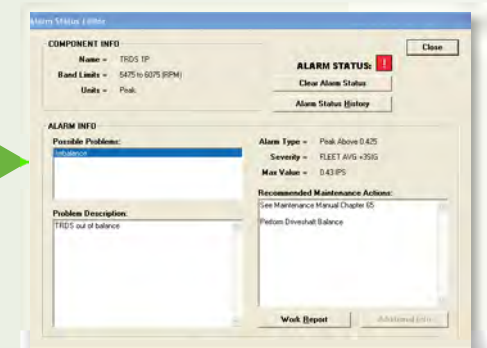 Alarm Status Editor
COMPONENT INFO
Name = TRDS 1P
Band Limits = 5475 to 6075 (RPM)
Units = Peak
ALARM STATUS: !
Close
Clear Alarm Status
Alarm Status History
ALARM INFO
Possible Problems:
Imbalance
Problem Description:
TRDS out of balance
Alarm Type = Peak Above 0.425
Severity = FLEET AVG +3SIG
Max Value = 0.43 IPS
Recommended Maintenance Actions:
See Maintenance Manual Chapter 65
Perform Driveshaft Balance
Work Report
Additional Info